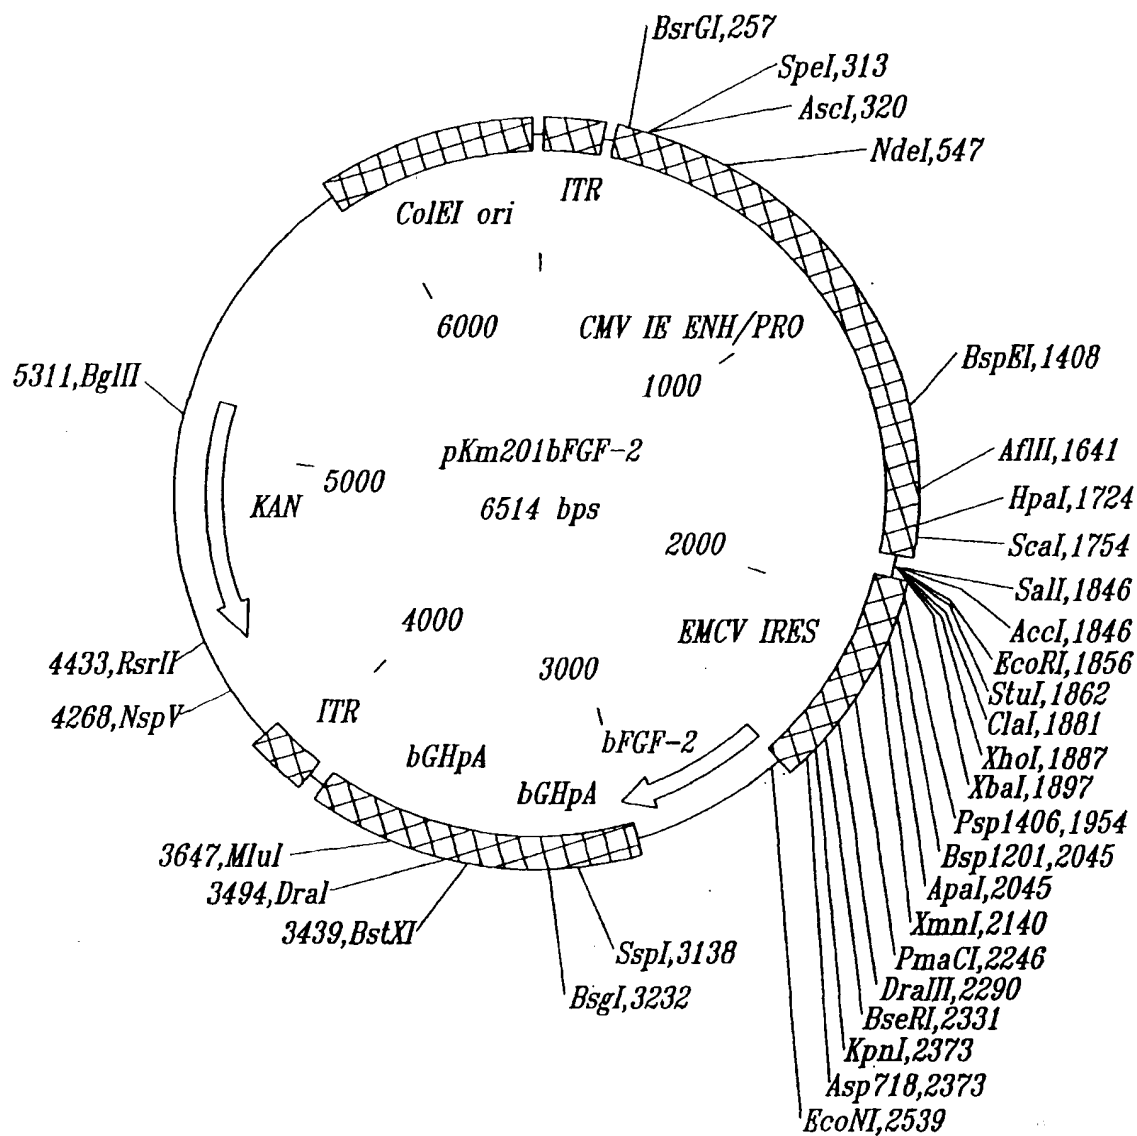 BsrGI,257
SpeI,313
AscI,320
NdeI,547
ITR
ColEI ori
6000
CMV IE ENH/PRO
1000
5311,BglII
BspEI,1408
pKm201bFGF-2
6514 bps
5000
KAN
AflII,1641
HpaI,1724
ScaI,1754
2000
SalI,1846
AccI,1846
EcoRI,1856
StuI,1862
ClaI,1881
XhoI,1887
XbaI,1897
Psp1406,1954
Bsp1201,2045
ApaI,2045
XmnI,2140
PmaCI,2246
DraIII,2290
BseRI,2331
KpnI,2373
Asp718,2373
EcoNI,2539
EMCV IRES
4000
3000
4433,RsrII
4268,NspV
ITR
bGHpA
bFGF-2
bGHpA
3647,MluI
3494,DraI
3439,BstXI
SspI,3138
BsgI,3232